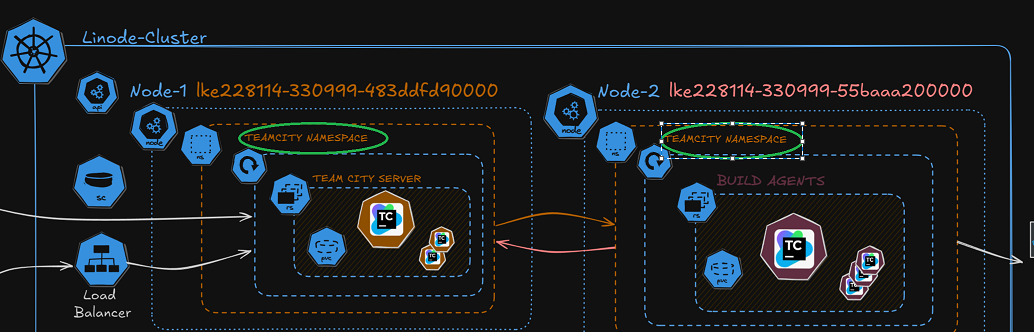 Linode-Cluster
api
Node-1 lke228114-330999-483ddfd90000
Node-2 lke228114-330999-55baaa200000
node
node
TEAMCITY NAMESPACE
TEAMCITY NAMESPACE
ns
ns
TEAM CITY SERVER
BUILD AGENTS
sc
rs
rs
TC
TC
TC
TC
TC
TC
TC
pvc
pvc
Load
Balancer